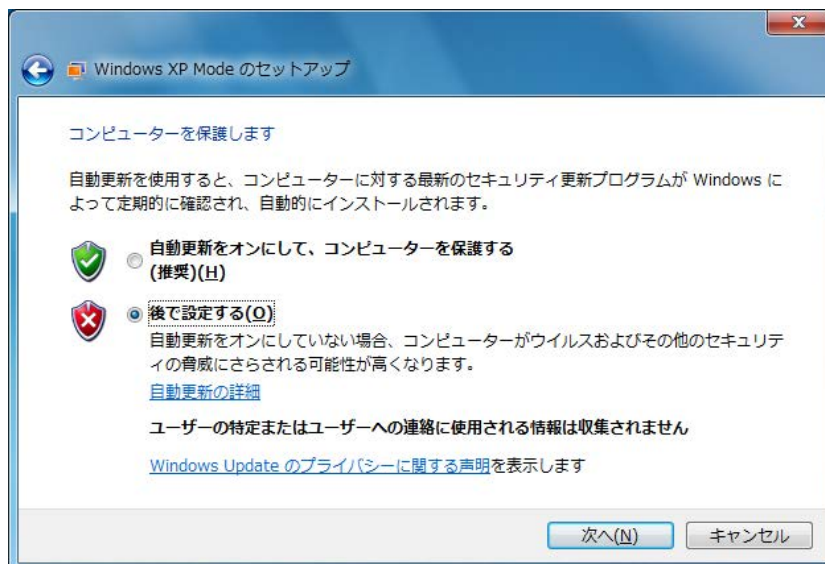 Windows XP Mode のセットアップ
コンピューターを保護します
自動更新を使用すると、コンピューターに対する最新のセキュリティ更新プログラムが Windows に
よって定期的に確認され、自動的にインストールされます。
自動更新をオンにして、コンピューターを保護する
(推奨)(H)
後で設定する(O)
自動更新をオンにしていない場合、コンピューターがウイルスおよびその他のセキュリテ
ィの脅威にさらされる可能性が高くなります。
自動更新の詳細
ユーザーの特定またはユーザーへの連絡に使用される情報は収集されません
Windows Update のプライバシーに関する声明を表示します
次へ(N)
キャンセル